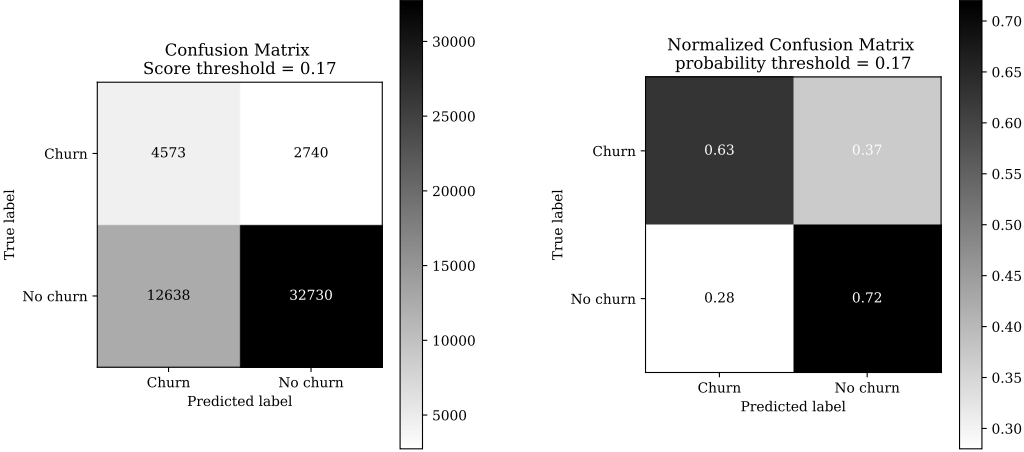 Confusion Matrix
Score threshold = 0.17
True label
Churn
No churn
4573
2740
12638
32730
Churn
No churn
Predicted label
30000
25000
20000
15000
10000
5000
Normalized Confusion Matrix
probability threshold = 0.17
True label
Churn
No churn
0.63
0.37
0.28
0.72
Churn
No churn
Predicted label
0.70
0.65
0.60
0.55
0.50
0.45
0.40
0.35
0.30